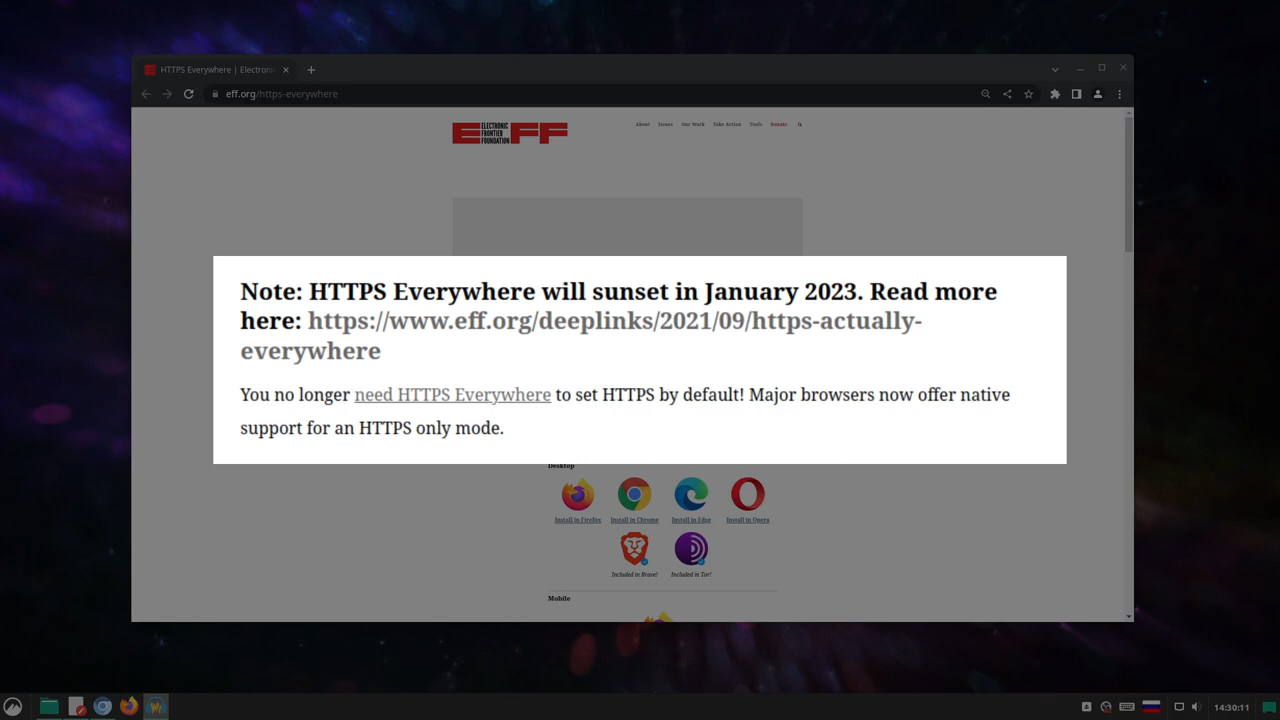 HTTPS Everywhere | Electroni
eff.org/https-everywhere
ELECTRONIC
FRONTIER
FOUNDATION
EFF
About Issues Our Work Take Action Tools Donate
Note: HTTPS Everywhere will sunset in January 2023. Read more
here: https://www.eff.org/deeplinks/2021/09/https-actually-
everywhere
You no longer need HTTPS Everywhere to set HTTPS by default! Major browsers now offer native
support for an HTTPS only mode.
Desktop
Install in Firefox Install in Chrome Install in Edge Install in Opera
Included in Brave! Included in Tor!
Mobile
14:30:11